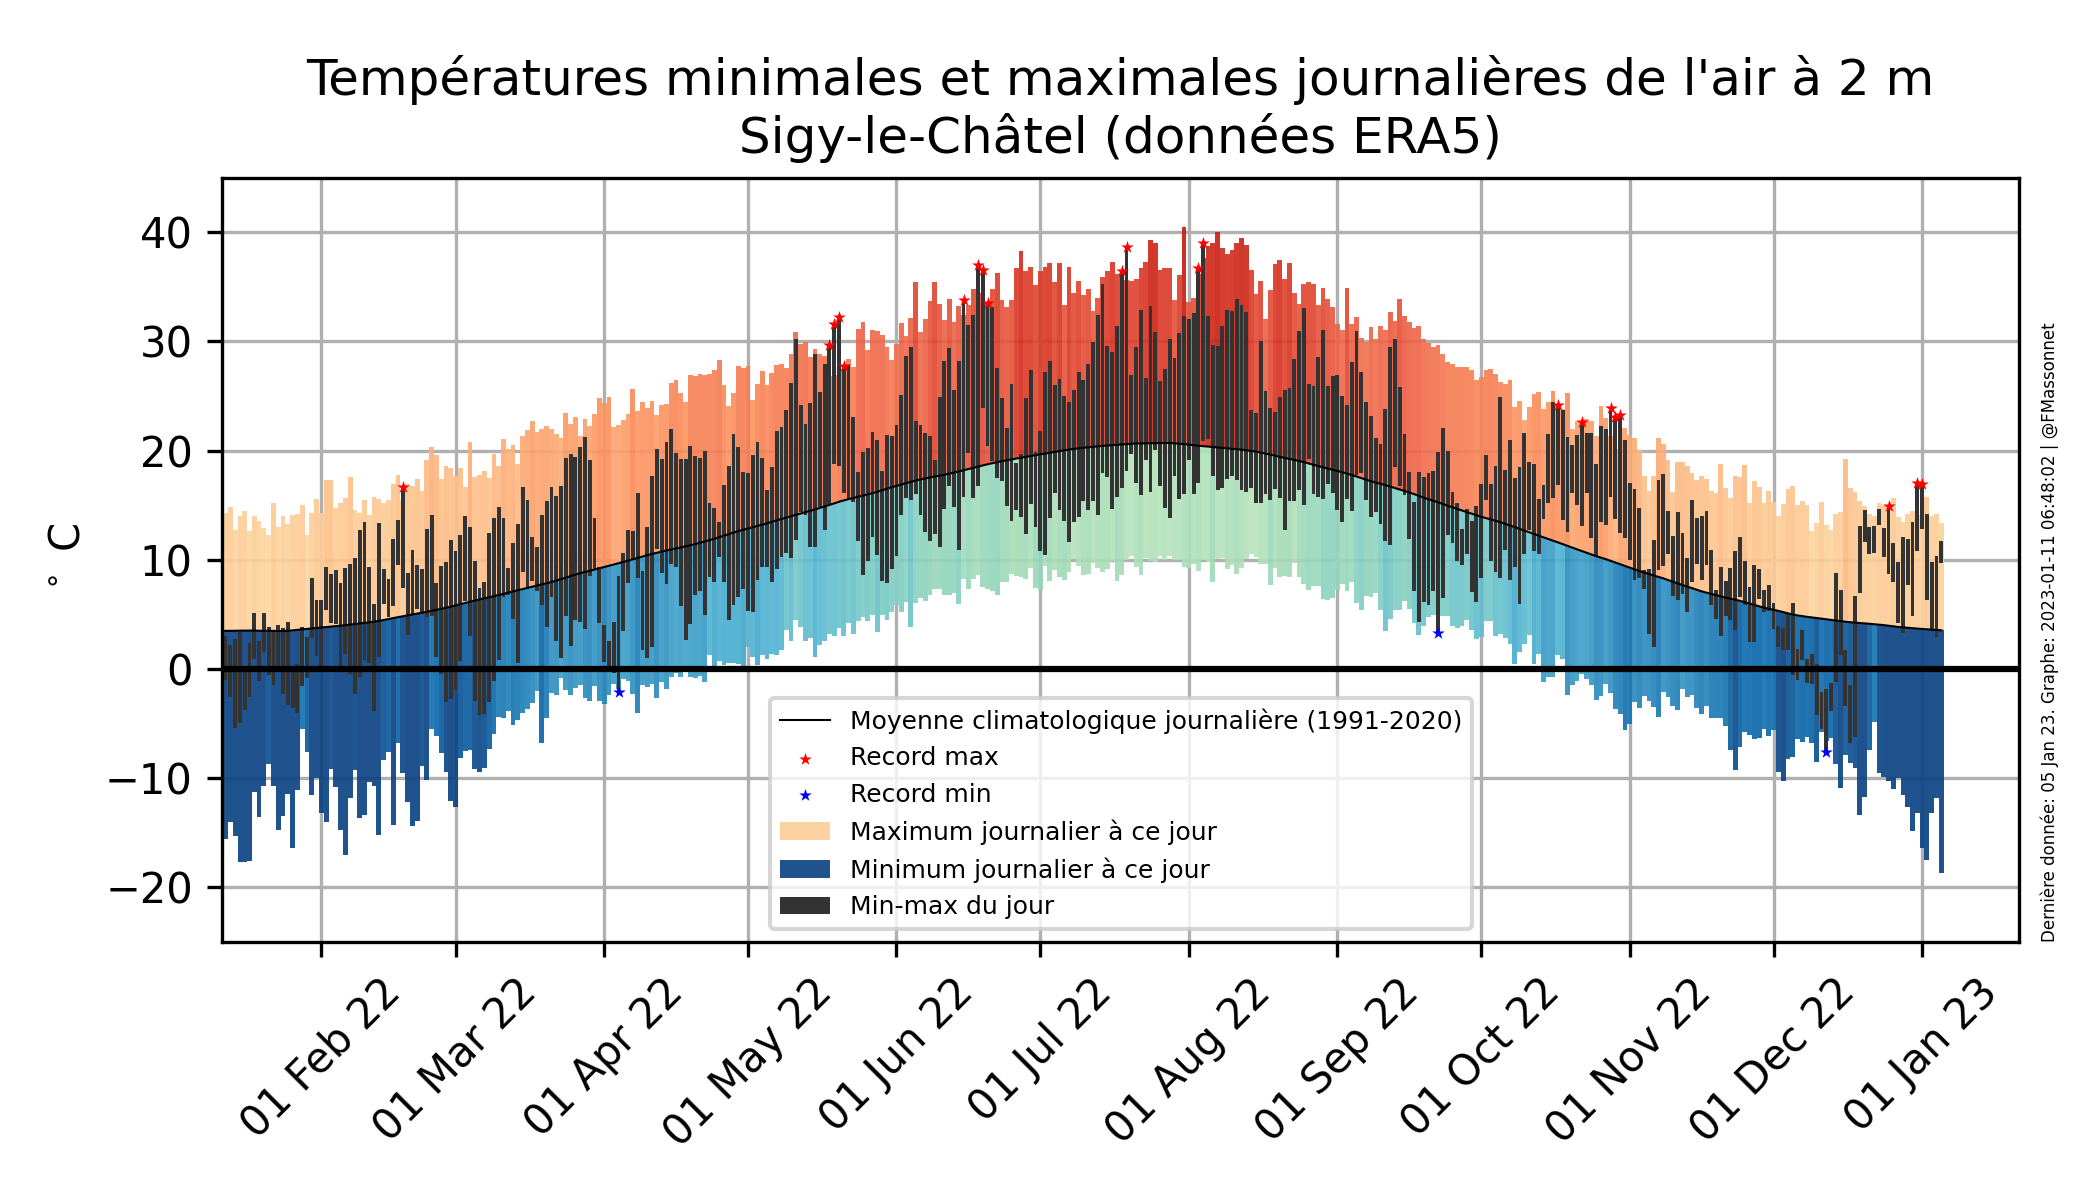 Températures minimales et maximales journalières de l'air à 2 m
Sigy-le-Châtel (données ERA5)
° C
40
30
20
10
0
−10
−20
Moyenne climatologique journalière (1991-2020)
Record max
Record min
Maximum journalier à ce jour
Minimum journalier à ce jour
Min-max du jour
01 Feb 22
01 Mar 22
01 Apr 22
01 May 22
01 Jun 22
01 Jul 22
01 Aug 22
01 Sep 22
01 Oct 22
01 Nov 22
01 Dec 22
01 Jan 23
Dernière donnée: 05 Jan 23. Graphe: 2023-01-11 06:48:02 | @FMassonnet